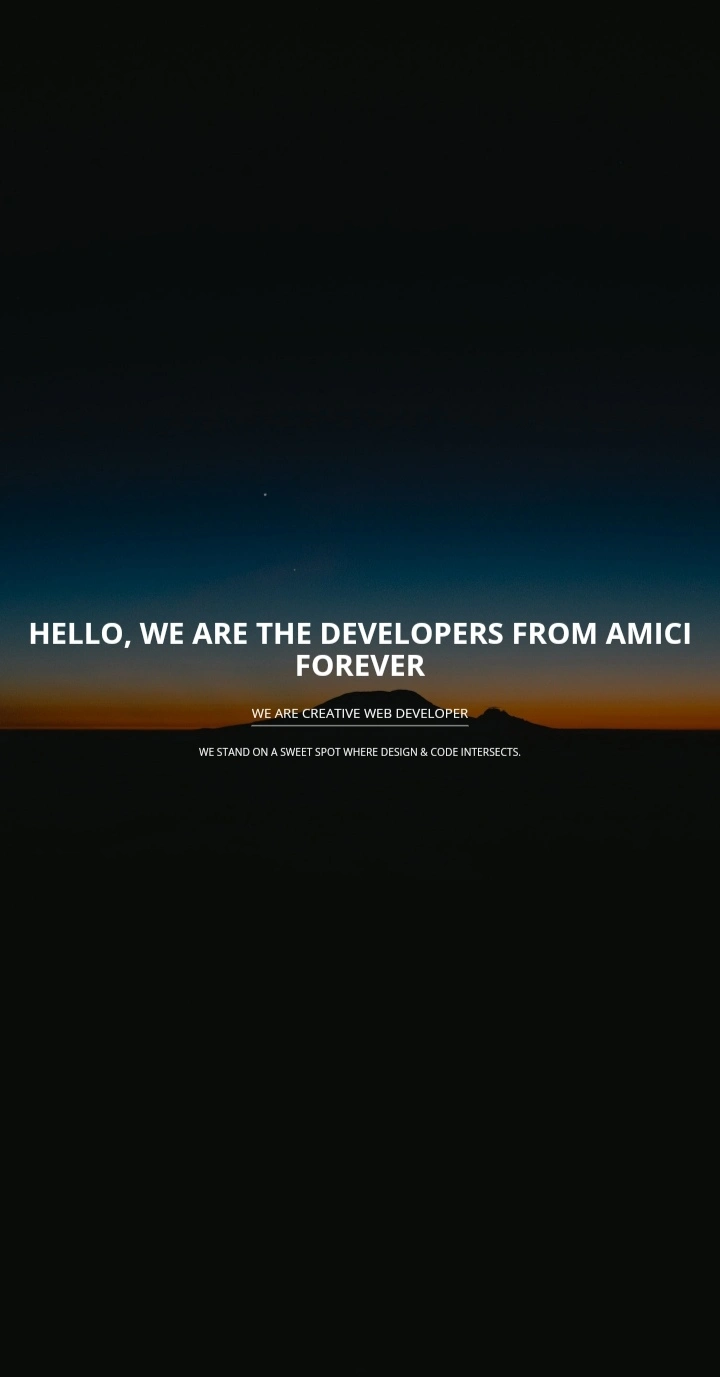 HELLO, WE ARE THE DEVELOPERS FROM AMICI
FOREVER
WE ARE CREATIVE WEB DEVELOPER
WE STAND ON A SWEET SPOT WHERE DESIGN & CODE INTERSECTS.